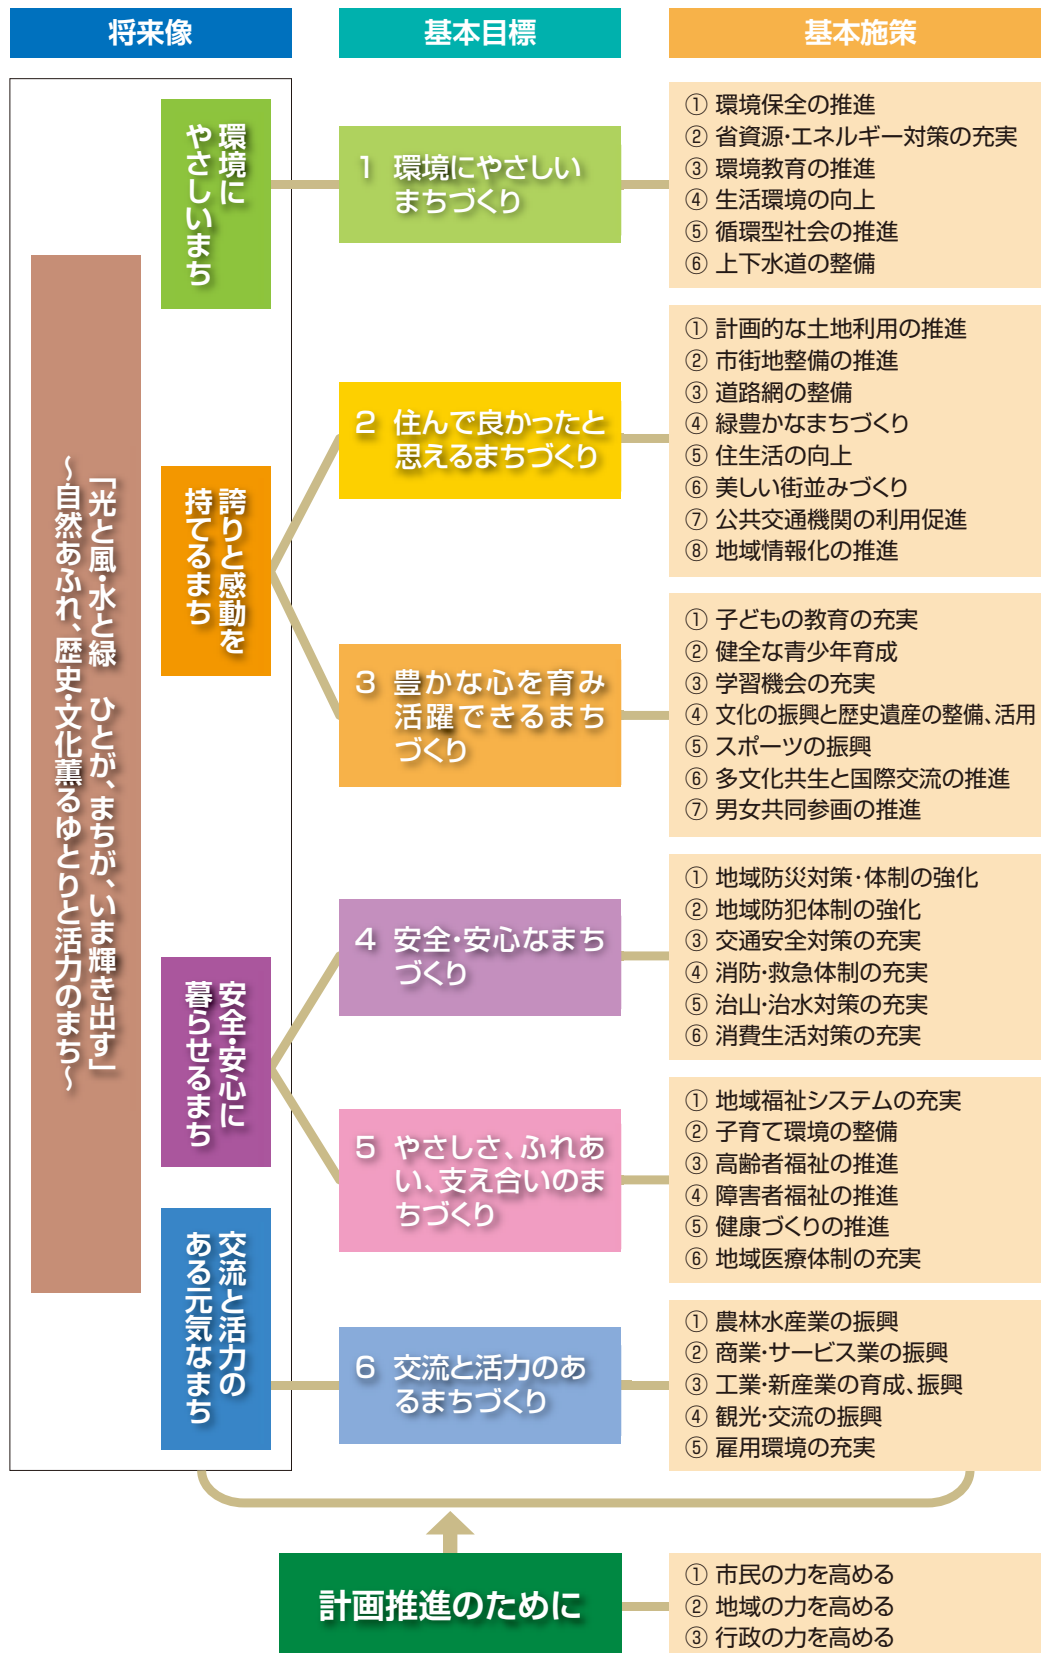 将来像
基本目標
基本施策
「光と風・水と緑　ひとが、まちが、いま輝き出す」
～自然あふれ、歴史・文化薫るゆとりと活力のまち～
環境に
やさしいまち
1 環境にやさしい
まちづくり
① 環境保全の推進
② 省資源・エネルギー対策の充実
③ 環境教育の推進
④ 生活環境の向上
⑤ 循環型社会の推進
⑥ 上下水道の整備
誇りと感動を
持てるまち
2 住んで良かったと
思えるまちづくり
① 計画的な土地利用の推進
② 市街地整備の推進
③ 道路網の整備
④ 緑豊かなまちづくり
⑤ 住生活の向上
⑥ 美しい街並みづくり
⑦ 公共交通機関の利用促進
⑧ 地域情報化の推進
3 豊かな心を育み
活躍できるまち
づくり
① 子どもの教育の充実
② 健全な青少年育成
③ 学習機会の充実
④ 文化の振興と歴史遺産の整備、活用
⑤ スポーツの振興
⑥ 多文化共生と国際交流の推進
⑦ 男女共同参画の推進
安全・安心に
暮らせるまち
4 安全・安心なまち
づくり
① 地域防災対策・体制の強化
② 地域防犯体制の強化
③ 交通安全対策の充実
④ 消防・救急体制の充実
⑤ 治山・治水対策の充実
⑥ 消費生活対策の充実
5 やさしさ、ふれあ
い、支え合いのま
ちづくり
① 地域福祉システムの充実
② 子育て環境の整備
③ 高齢者福祉の推進
④ 障害者福祉の推進
⑤ 健康づくりの推進
⑥ 地域医療体制の充実
交流と活力の
ある元気なまち
6 交流と活力のあ
るまちづくり
① 農林水産業の振興
② 商業・サービス業の振興
③ 工業・新産業の育成、振興
④ 観光・交流の振興
⑤ 雇用環境の充実
計画推進のために
① 市民の力を高める
② 地域の力を高める
③ 行政の力を高める